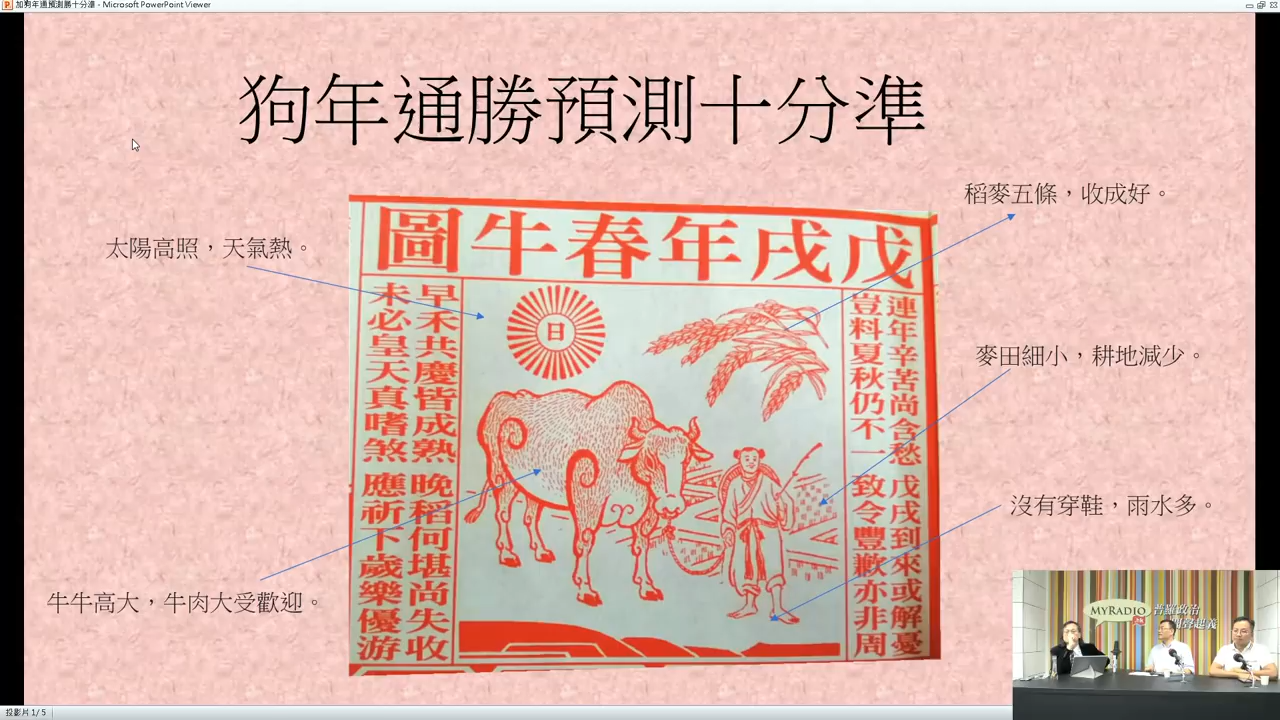 加狗年通預測勝十分準 - Microsoft PowerPoint Viewer
狗年通勝預測十分準
稻麥五條，收成好。
太陽高照，天氣熱。
戊戌年春牛圖
連年辛苦尚含愁
豈料夏秋仍不一
戊戌到來或解憂
致令豐歉亦非周
日
早禾共慶皆成熟
未必皇天真嗜煞
晚稻何堪尚失收
應祈下歲樂優游
麥田細小，耕地減少。
沒有穿鞋，雨水多。
牛牛高大，牛肉大受歡迎。
MYRADIO
普羅政治
投影片 1/5